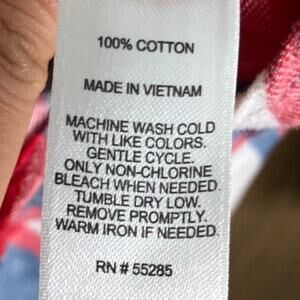 100% COTTON
MADE IN VIETNAM
MACHINE WASH COLD
WITH LIKE COLORS.
GENTLE CYCLE.
ONLY NON-CHLORINE
BLEACH WHEN NEEDED.
TUMBLE DRY LOW.
REMOVE PROMPTLY.
WARM IRON IF NEEDED.
RN # 55285